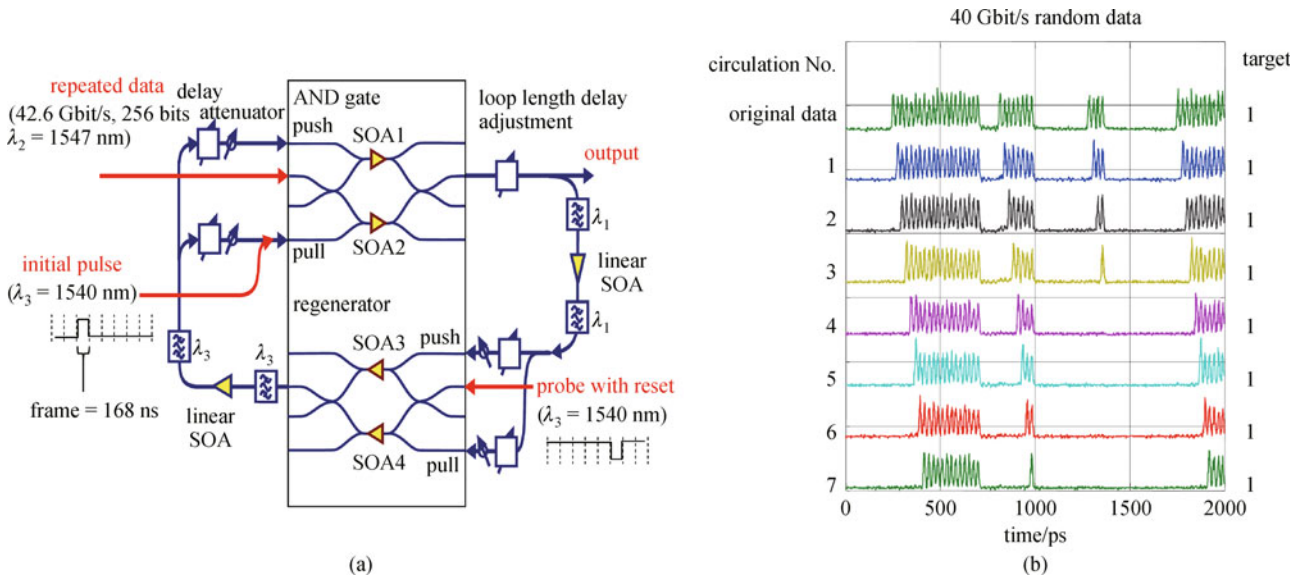 repeated data
(42.6 Gbit/s, 256 bits
λ2 = 1547 nm)
delay
attenuator
AND gate
push
SOA1
SOA2
pull
loop length delay
adjustment
output
λ1
linear
SOA
λ1
initial pulse
(λ3 = 1540 nm)
frame = 168 ns
λ3
linear
SOA
λ3
regenerator
SOA3
push
SOA4
pull
probe with reset
(λ3 = 1540 nm)
(a)
40 Gbit/s random data
circulation No.
target
original data
1
1
1
2
1
3
1
4
1
5
1
6
1
7
1
0
500
1000
1500
2000
time/ps
(b)